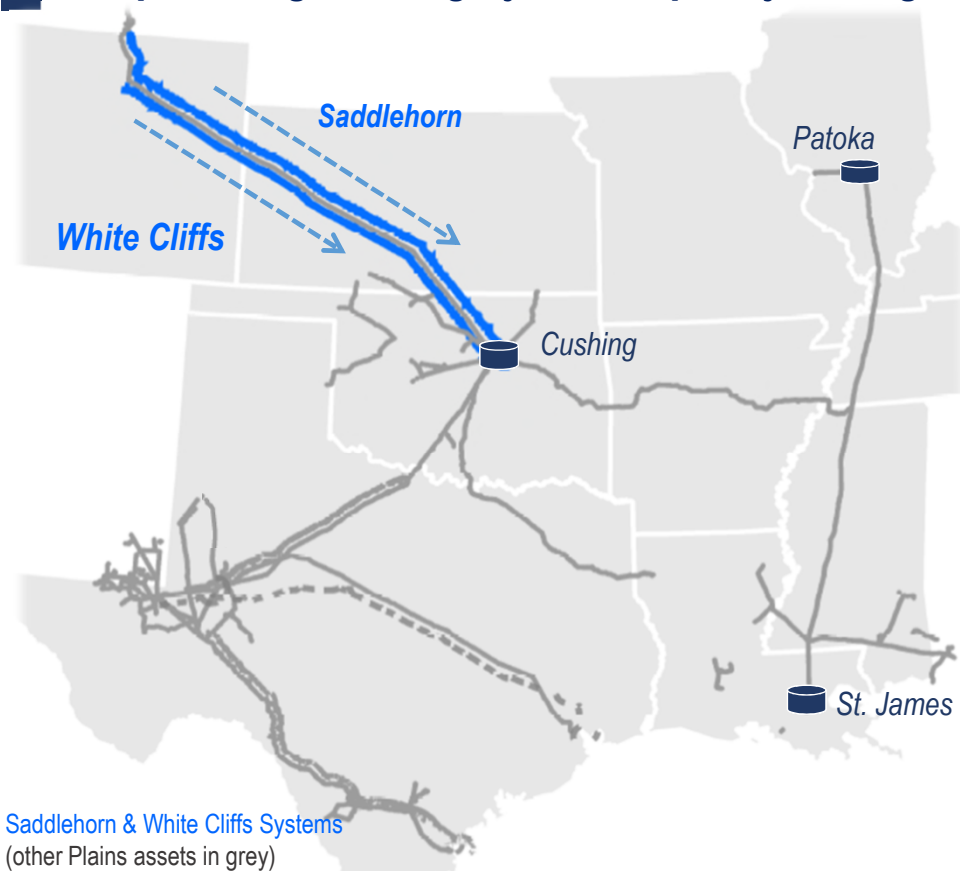 Saddlehorn
Patoka
White Cliffs
Cushing
St. James
Saddlehorn & White Cliffs Systems
(other Plains assets in grey)